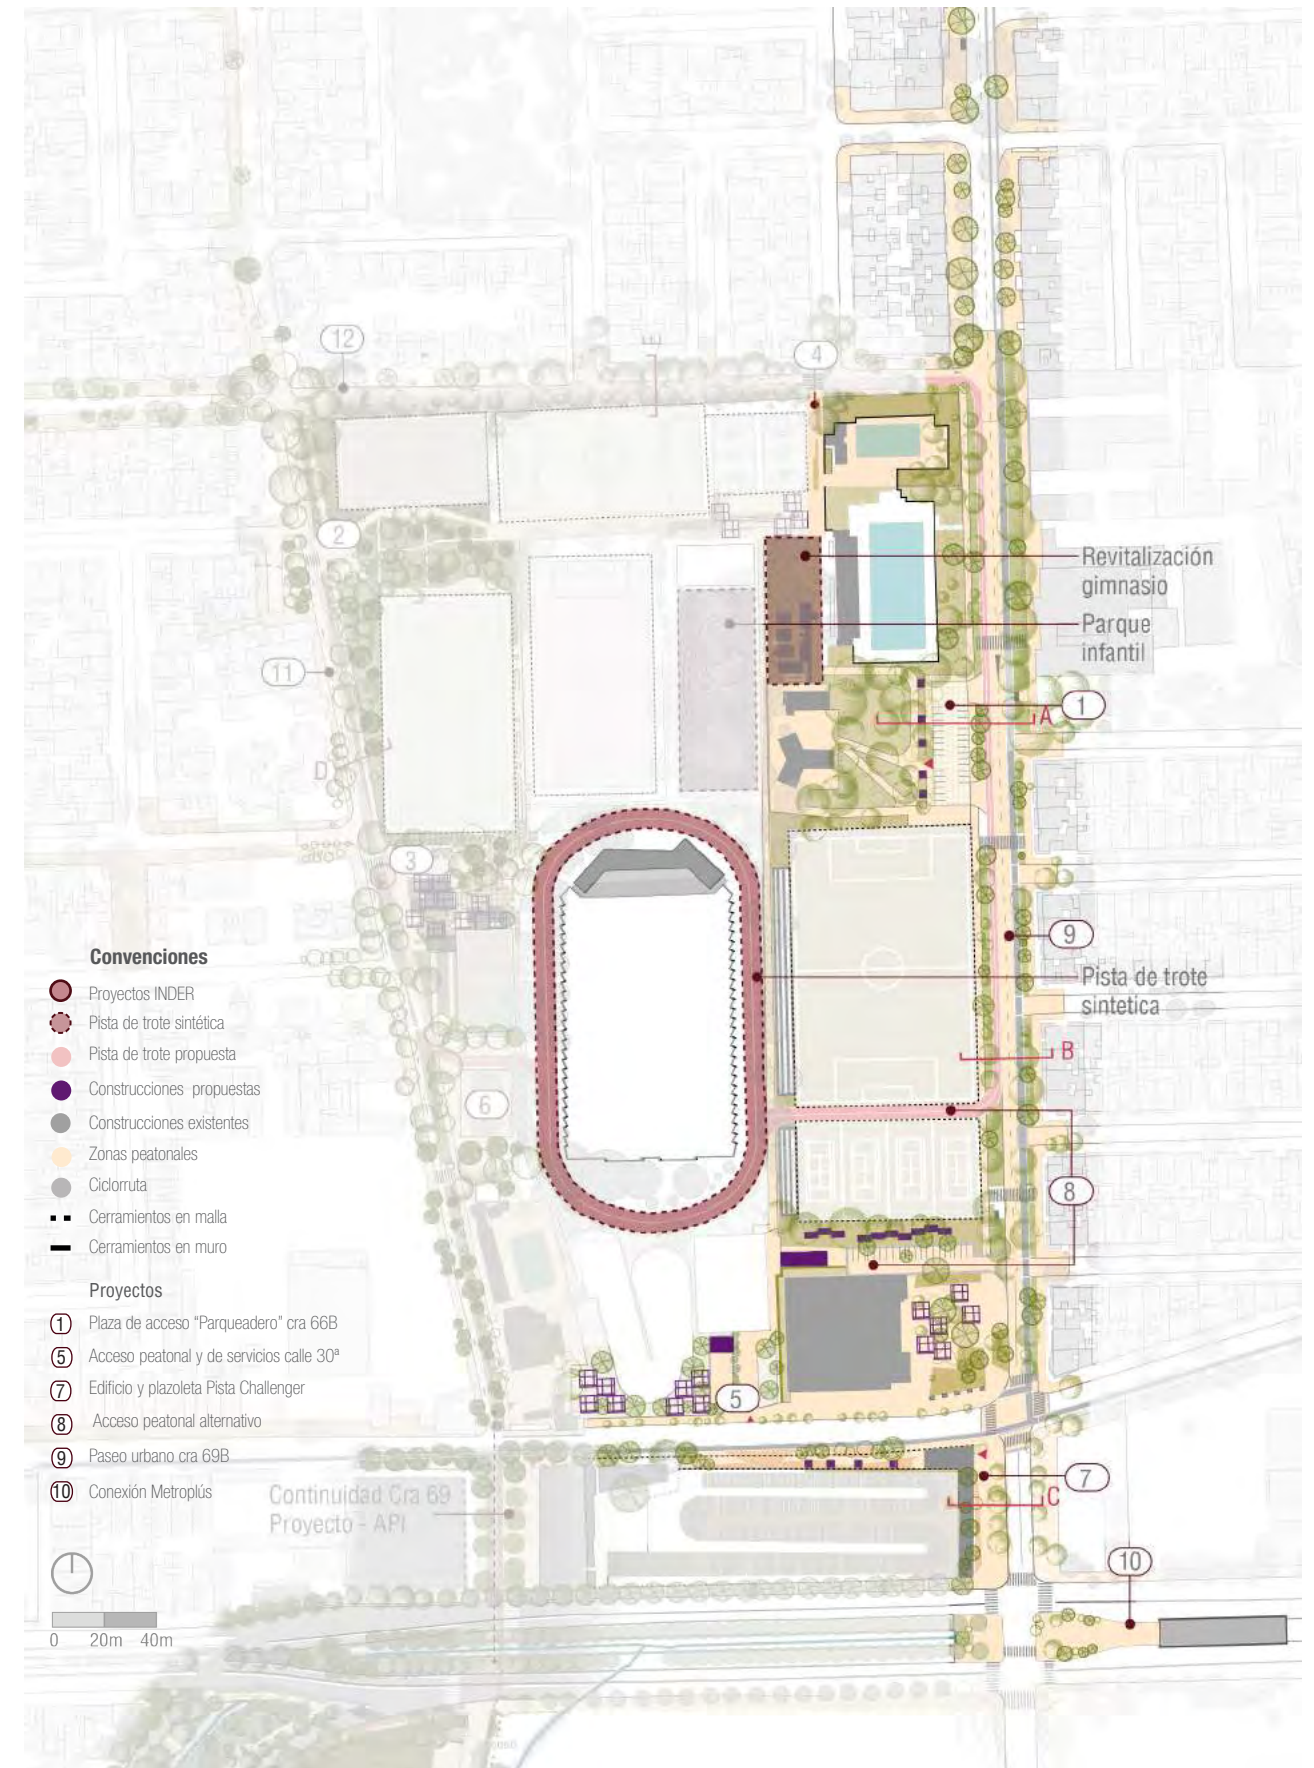 12
4
2
11
D
3
6
E
Revitalización
gimnasio
Parque
infantil
1
A
9
Pista de trote
sintetica
B
8
5
7
C
10
Continuidad Cra 69
Proyecto - API
Convenciones
Proyectos INDER
Pista de trote sintética
Pista de trote propuesta
Construcciones propuestas
Construcciones existentes
Zonas peatonales
Ciclorruta
Cerramientos en malla
Cerramientos en muro
Proyectos
1 Plaza de acceso “Parqueadero” cra 66B
5 Acceso peatonal y de servicios calle 30ª
7 Edificio y plazoleta Pista Challenger
8 Acceso peatonal alternativo
9 Paseo urbano cra 69B
10 Conexión Metroplús
0 20m 40m